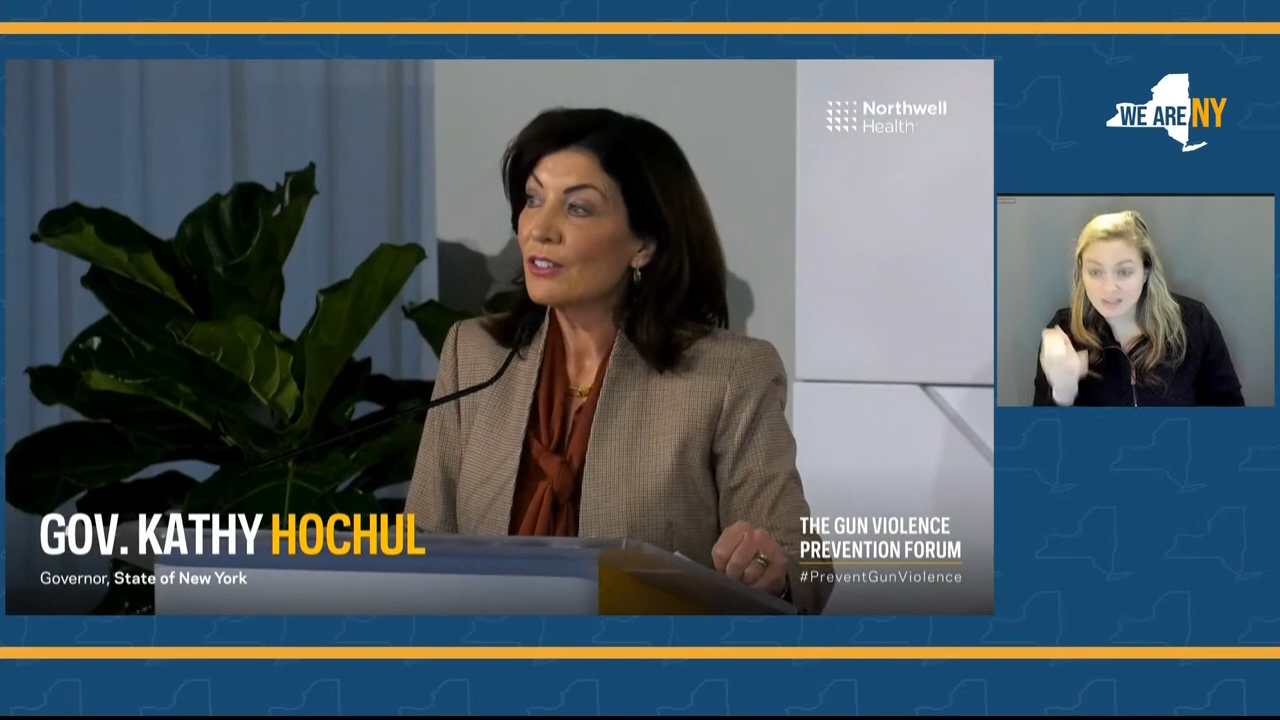 Northwell
Health
WE ARE NY
GOV. KATHY HOCHUL
Governor, State of New York
THE GUN VIOLENCE
PREVENTION FORUM
#PreventGunViolence